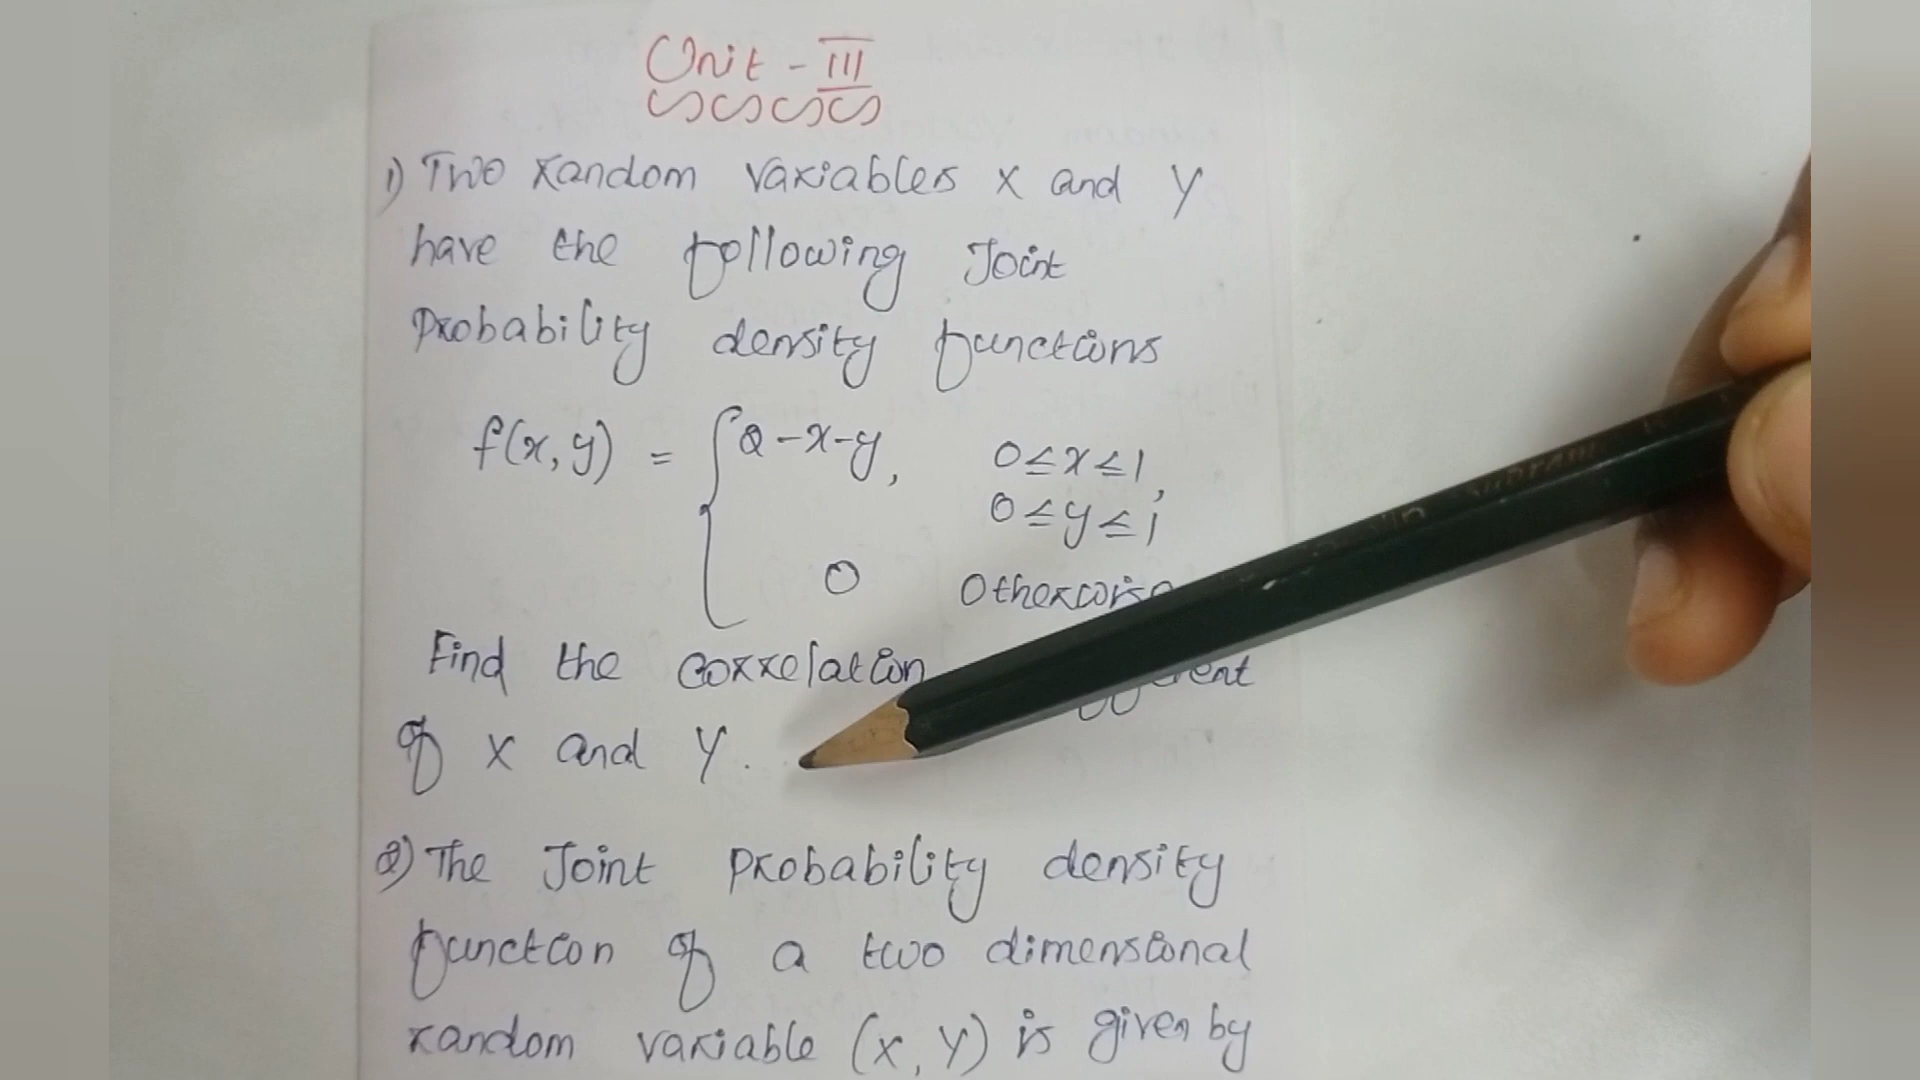 Unit - III
1) Two random variables X and Y
have the following Joint
Probability density functions
f(x, y) = { 2 - x - y, 0 ≤ x ≤ 1,
0 ≤ y ≤ 1
0 Otherwise
Find the correlation
of X and Y.
2) The Joint Probability density
function of a two dimensional
random variable (X, Y) is given by